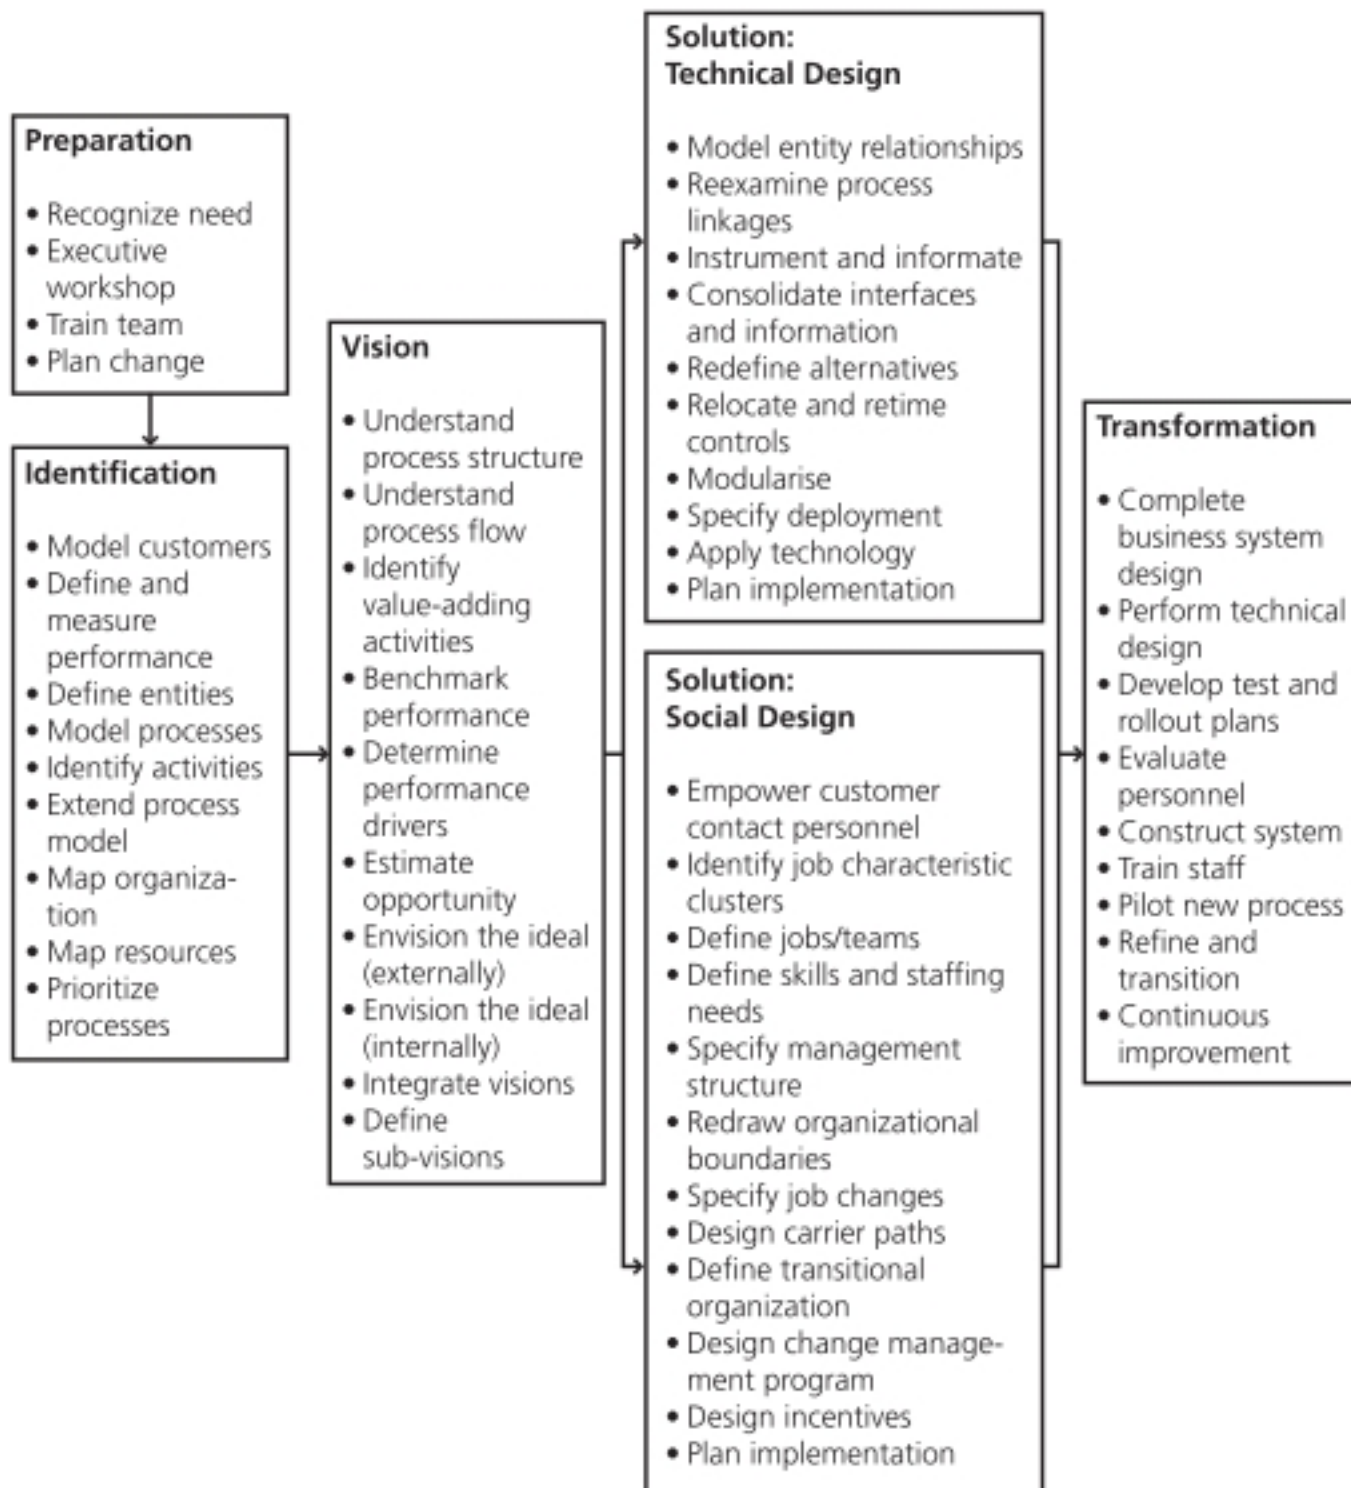 Preparation
• Recognize need
• Executive
workshop
• Train team
• Plan change
Identification
• Model customers
• Define and
measure
performance
• Define entities
• Model processes
• Identify activities
• Extend process
model
• Map organiza-
tion
• Map resources
• Prioritize
processes
Vision
• Understand
process structure
• Understand
process flow
• Identify
value-adding
activities
• Benchmark
performance
• Determine
performance
drivers
• Estimate
opportunity
• Envision the ideal
(externally)
• Envision the ideal
(internally)
• Integrate visions
• Define
sub-visions
Solution:
Technical Design
• Model entity relationships
• Reexamine process
linkages
• Instrument and informate
• Consolidate interfaces
and information
• Redefine alternatives
• Relocate and retime
controls
• Modularise
• Specify deployment
• Apply technology
• Plan implementation
Solution:
Social Design
• Empower customer
contact personnel
• Identify job characteristic
clusters
• Define jobs/teams
• Define skills and staffing
needs
• Specify management
structure
• Redraw organizational
boundaries
• Specify job changes
• Design carrier paths
• Define transitional
organization
• Design change manage-
ment program
• Design incentives
• Plan implementation
Transformation
• Complete
business system
design
• Perform technical
design
• Develop test and
rollout plans
• Evaluate
personnel
• Construct system
• Train staff
• Pilot new process
• Refine and
transition
• Continuous
improvement